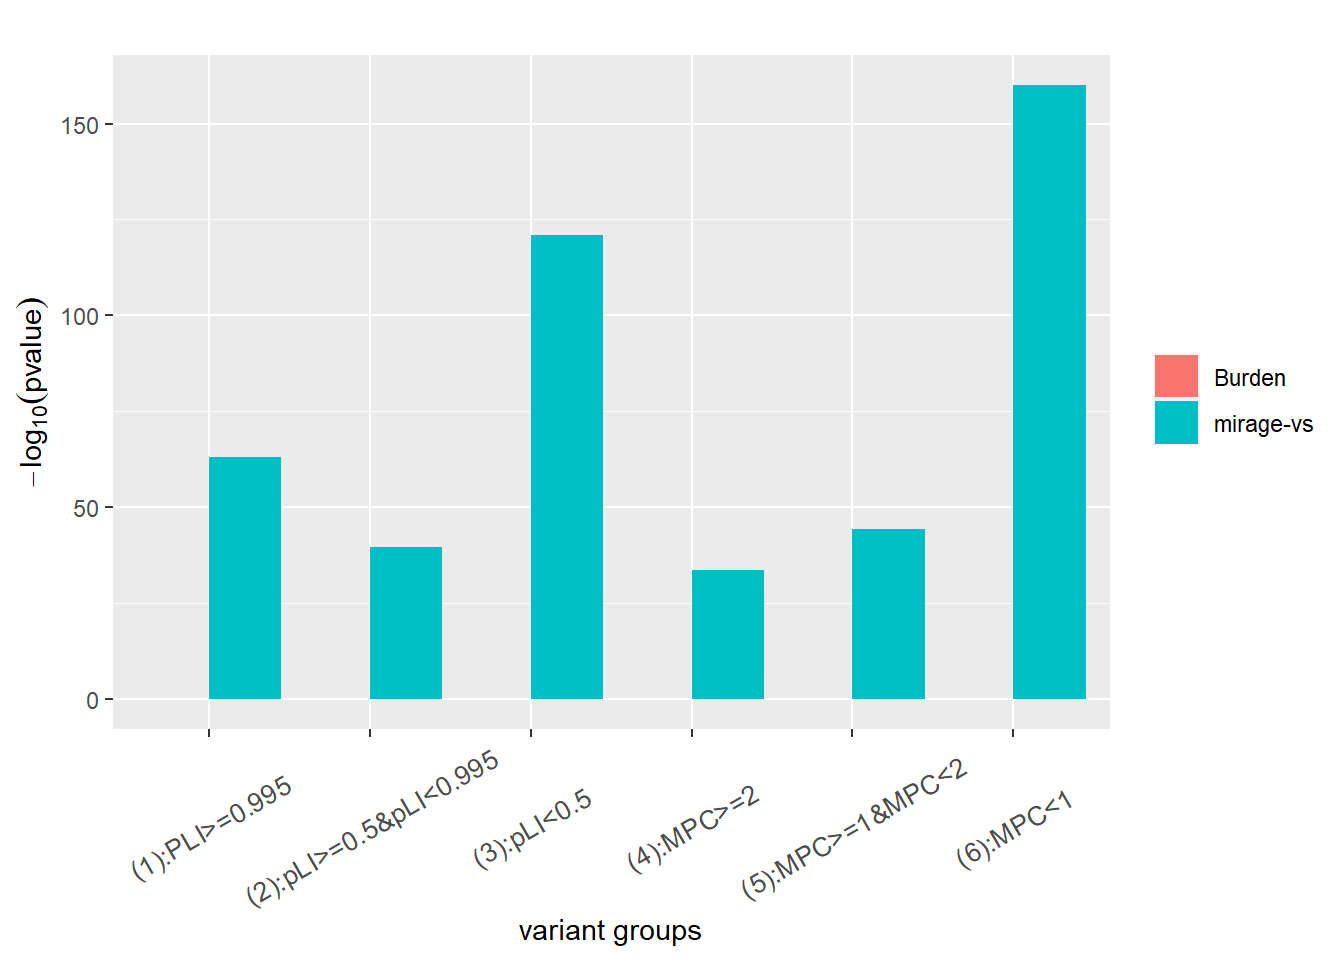 150
100
50
0
−log10(pvalue)
(1):PLI>=0.995
(2):pLI>=0.5&pLI<0.995
(3):pLI<0.5
(4):MPC>=2
(5):MPC>=1&MPC<2
(6):MPC<1
variant groups
Burden
mirage-vs